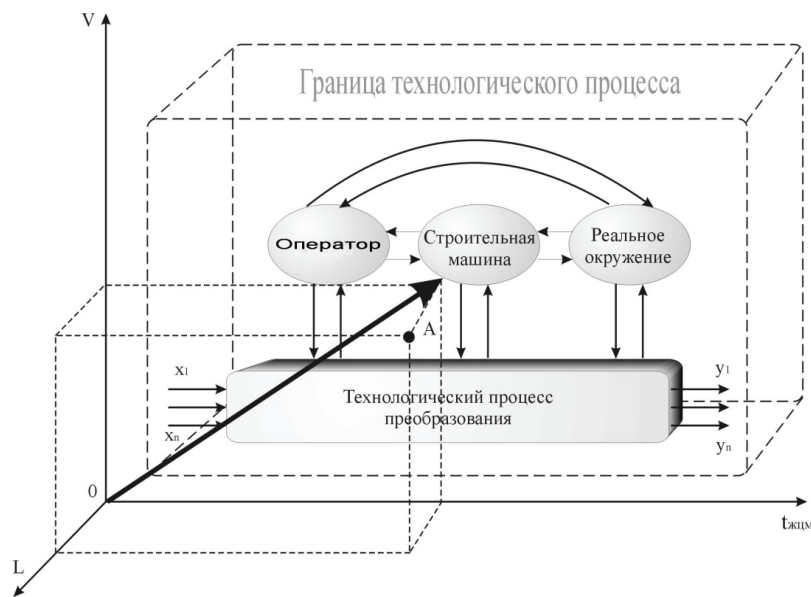 V
Граница технологического процесса
Оператор
Строительная
машина
Реальное
окружение
A
x1
xn
Технологический процесс
преобразования
y1
yn
0
tжцм
L